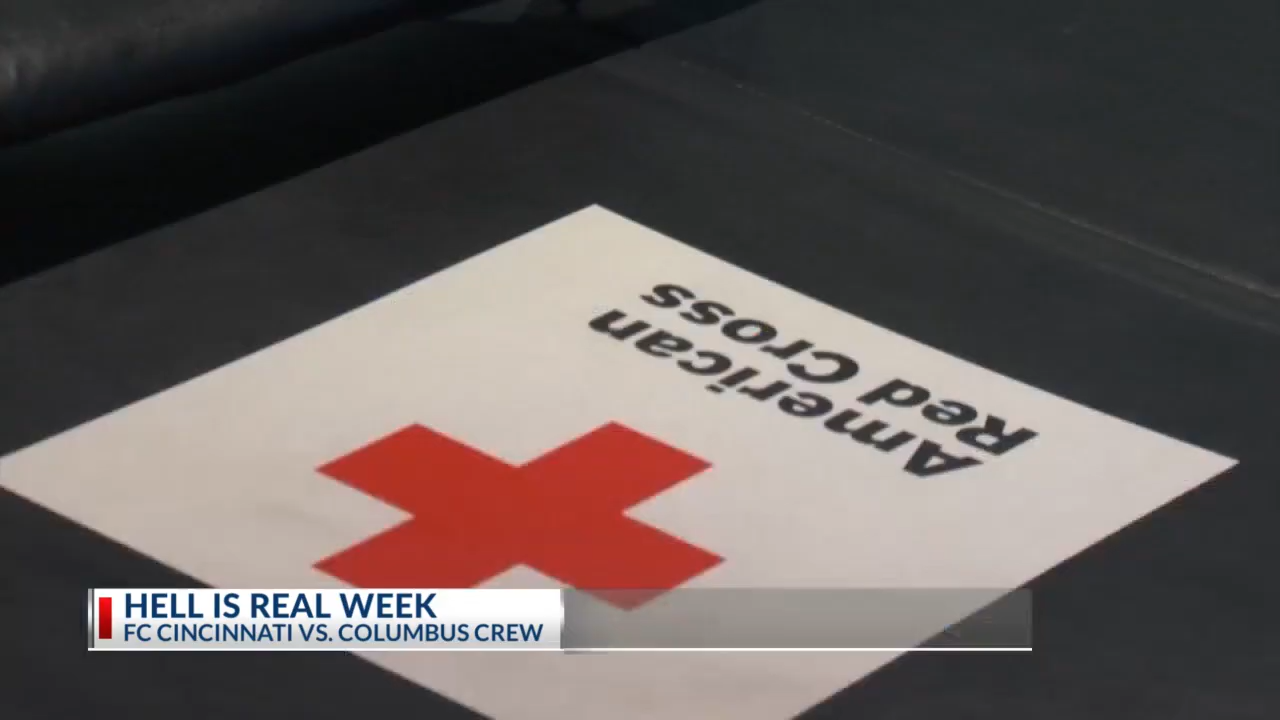 American
Red Cross
HELL IS REAL WEEK
FC CINCINNATI VS. COLUMBUS CREW